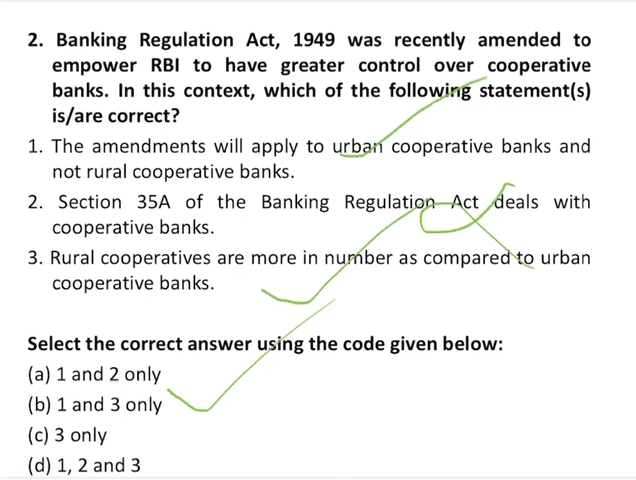 2. Banking Regulation Act, 1949 was recently amended to
empower RBI to have greater control over cooperative
banks. In this context, which of the following statement(s)
is/are correct?
1. The amendments will apply to urban cooperative banks and
not rural cooperative banks.
2. Section 35A of the Banking Regulation Act deals with
cooperative banks.
3. Rural cooperatives are more in number as compared to urban
cooperative banks.
Select the correct answer using the code given below:
(a) 1 and 2 only
(b) 1 and 3 only
(c) 3 only
(d) 1, 2 and 3